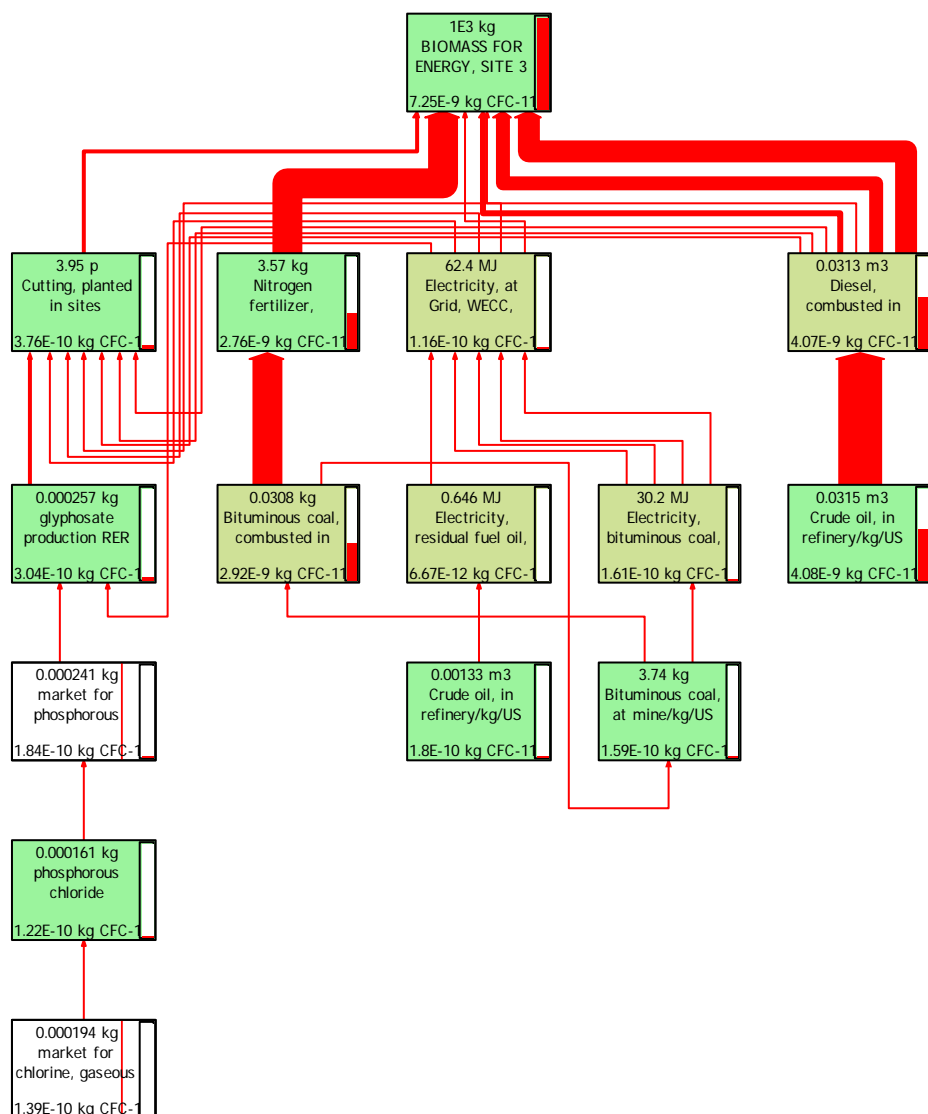 1E3 kg
BIOMASS FOR
ENERGY, SITE 3
7.25E-9 kg CFC-11
3.95 p
Cutting, planted
in sites
3.76E-10 kg CFC-1
3.57 kg
Nitrogen
fertilizer,
2.76E-9 kg CFC-11
62.4 MJ
Electricity, at
Grid, WECC,
1.16E-10 kg CFC-1
0.0313 m3
Diesel,
combusted in
4.07E-9 kg CFC-11
0.000257 kg
glyphosate
production RER
3.04E-10 kg CFC-1
0.0308 kg
Bituminous coal,
combusted in
2.92E-9 kg CFC-11
0.646 MJ
Electricity,
residual fuel oil,
6.67E-12 kg CFC-1
30.2 MJ
Electricity,
bituminous coal,
1.61E-10 kg CFC-1
0.0315 m3
Crude oil, in
refinery/kg/US
4.08E-9 kg CFC-11
0.000241 kg
market for
phosphorous
1.84E-10 kg CFC-1
0.00133 m3
Crude oil, in
refinery/kg/US
1.8E-10 kg CFC-11
3.74 kg
Bituminous coal,
at mine/kg/US
1.59E-10 kg CFC-1
0.000161 kg
phosphorous
chloride
1.22E-10 kg CFC-1
0.000194 kg
market for
chlorine, gaseous
1.39E-10 kg CFC-1